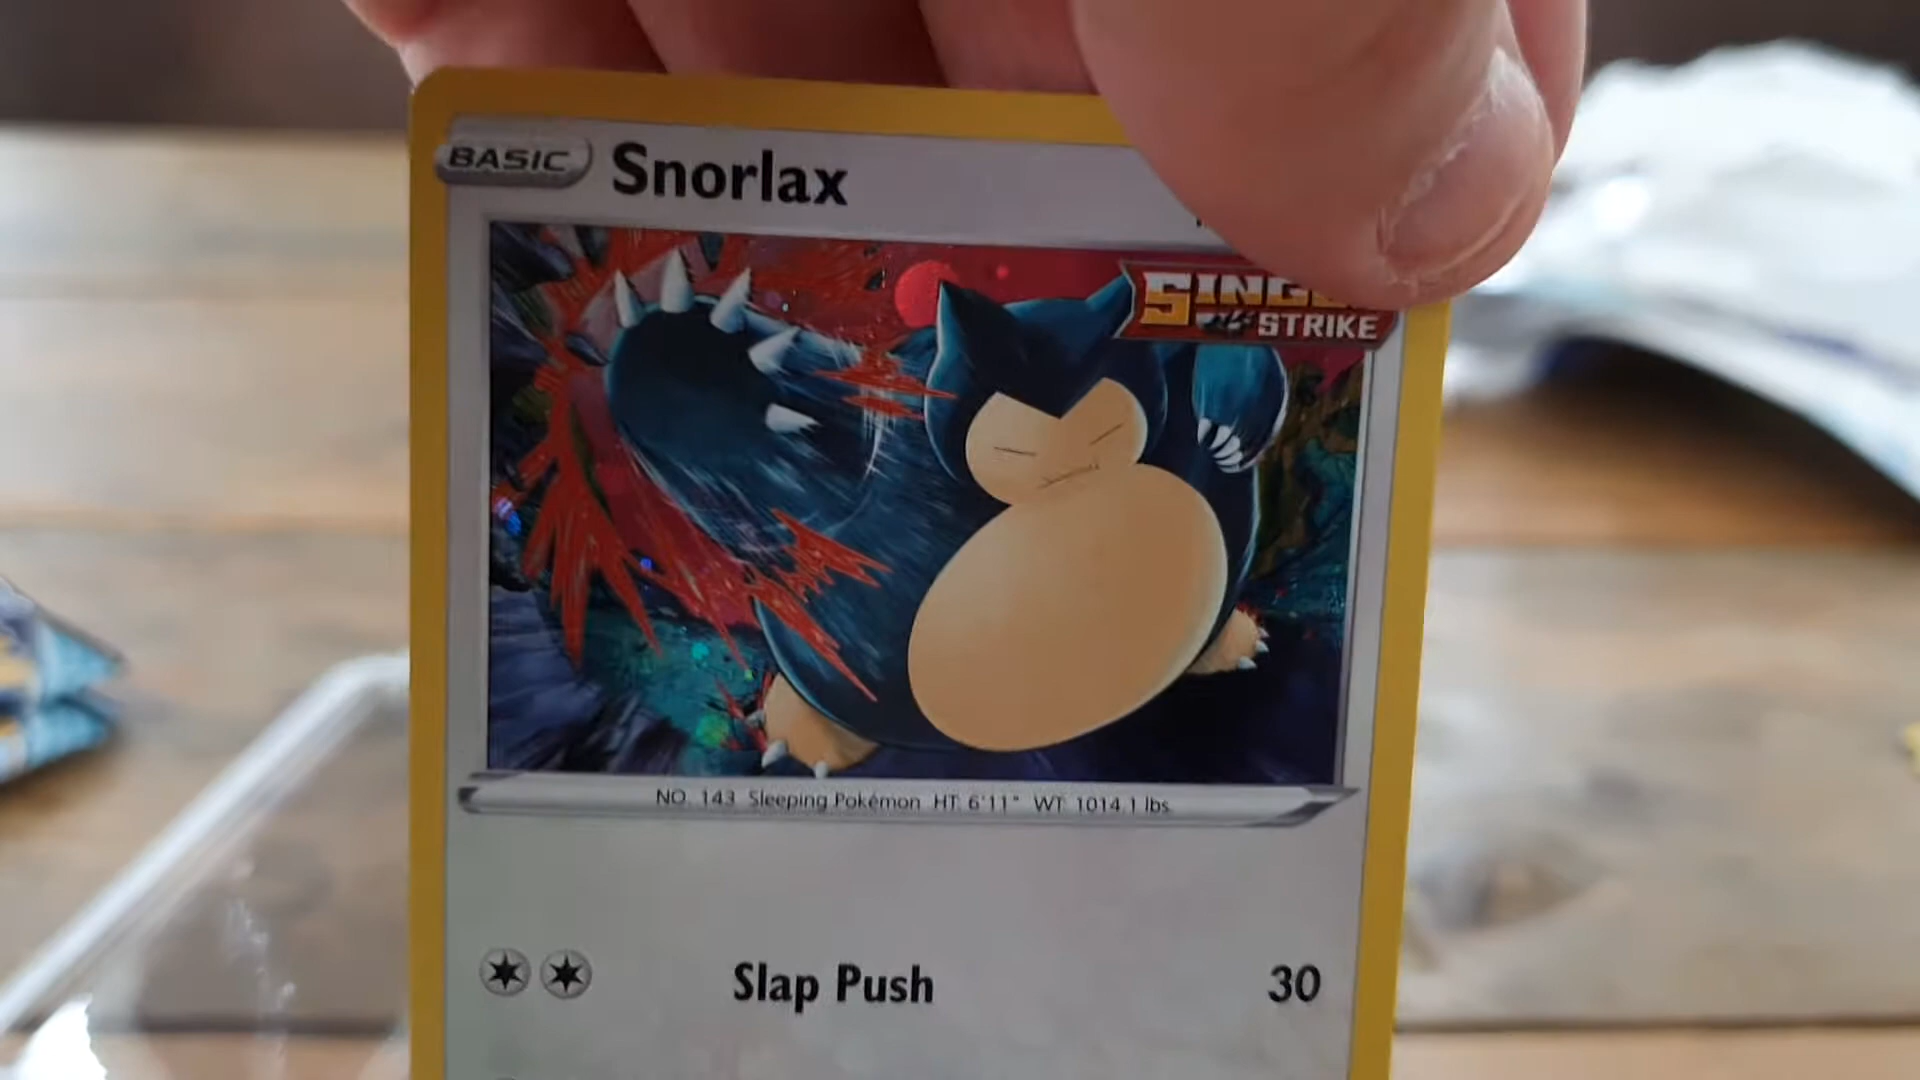 BASIC Snorlax
STRIKE
NO. 143 Sleeping Pokémon HT: 6'11" WT: 1014.1 lbs.
Slap Push 30